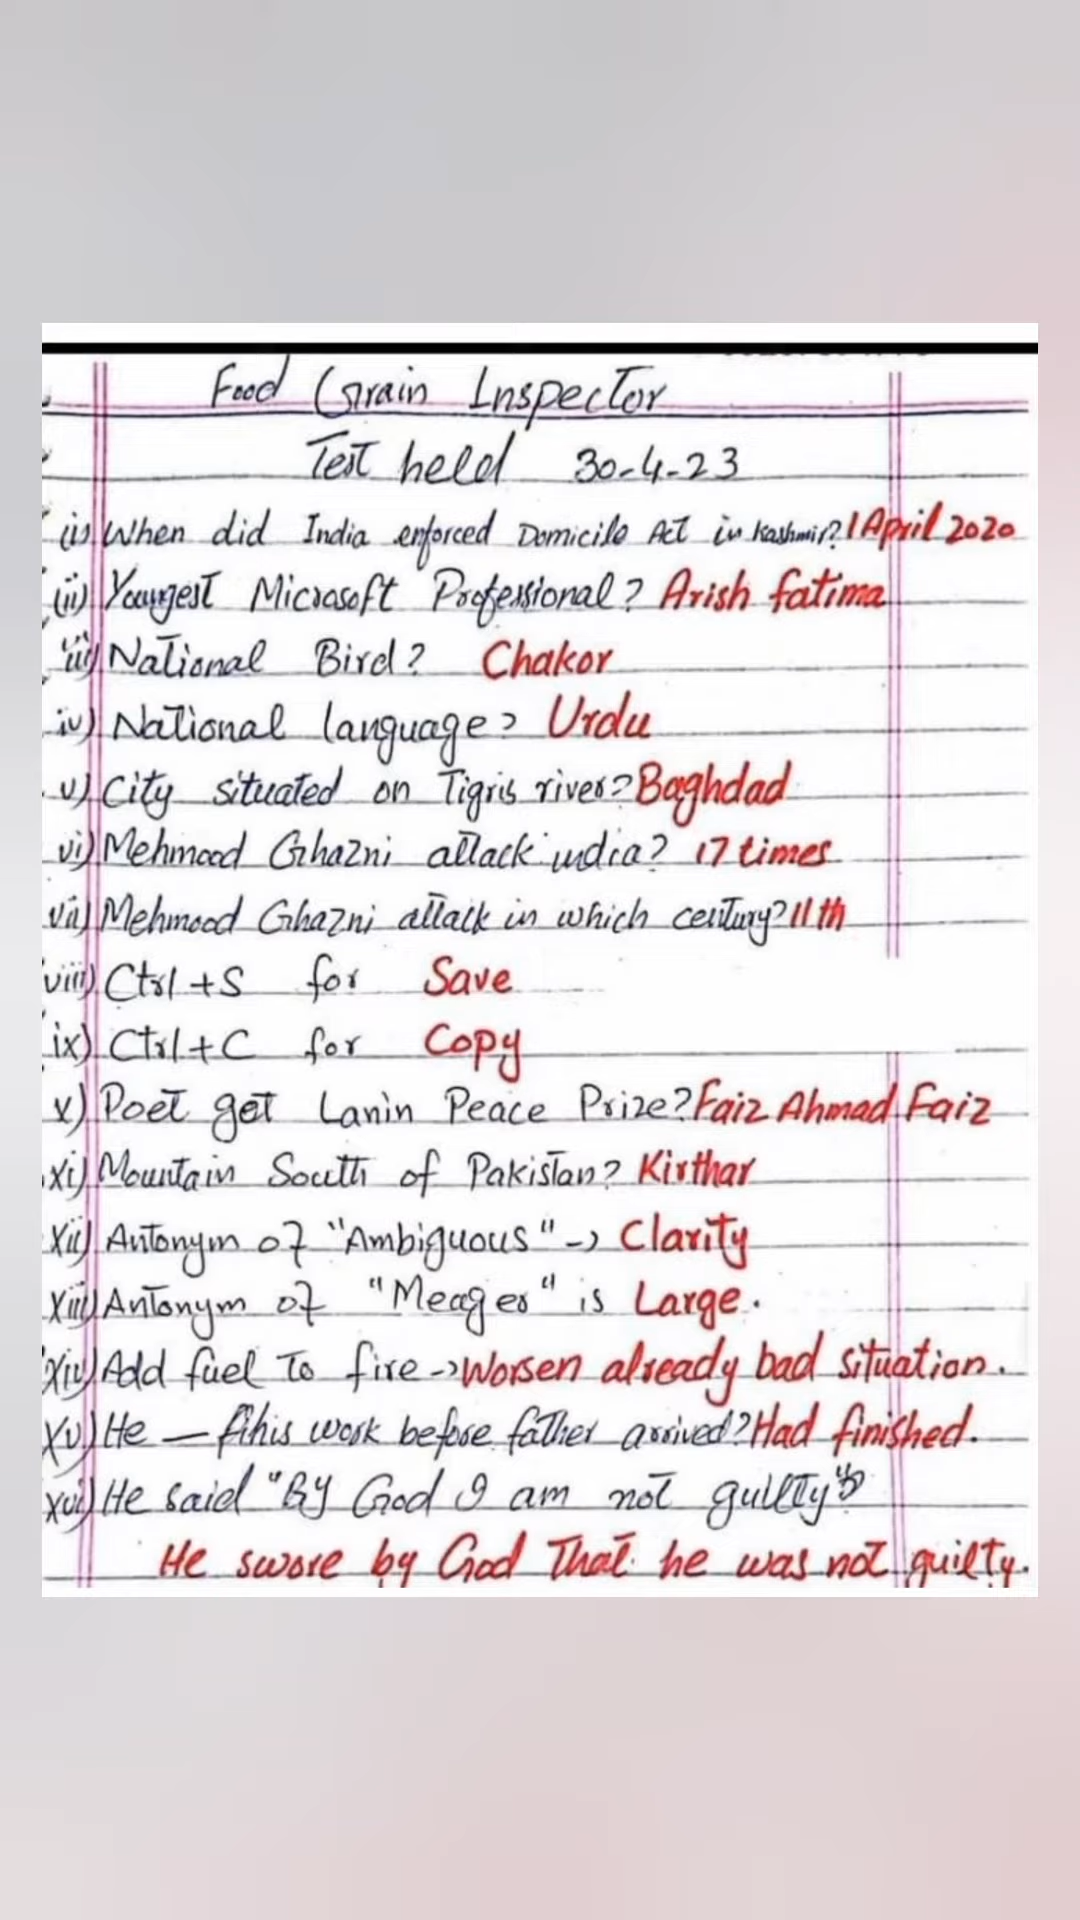 Food Grain Inspector
Test held 30-4-23
(i) When did India enforced Domicile Act in Kashmir? 1 April 2020
(ii) Youngest Microsoft Professional? Arish fatima
iii) National Bird? Chakor
iv) National language? Urdu
v) City situated on Tigris river? Baghdad
vi) Mehmood Ghazni attack india? 17 times
vii) Mehmood Ghazni attack in which century? 11th
viii) Ctrl+S for Save
ix) Ctrl+C for Copy
x) Poet get Lanin Peace Prize? Faiz Ahmad Faiz
xi) Mountain South of Pakistan? Kirthar
xii) Antonym of "Ambiguous" -> Clarity
xiii) Antonym of "Meager" is Large.
xiv) Add fuel to fire -> Worsen already bad situation.
xv) He — his work before father arrived? Had finished.
xvi) He said "By God I am not guilty"
He swore by God That he was not guilty.